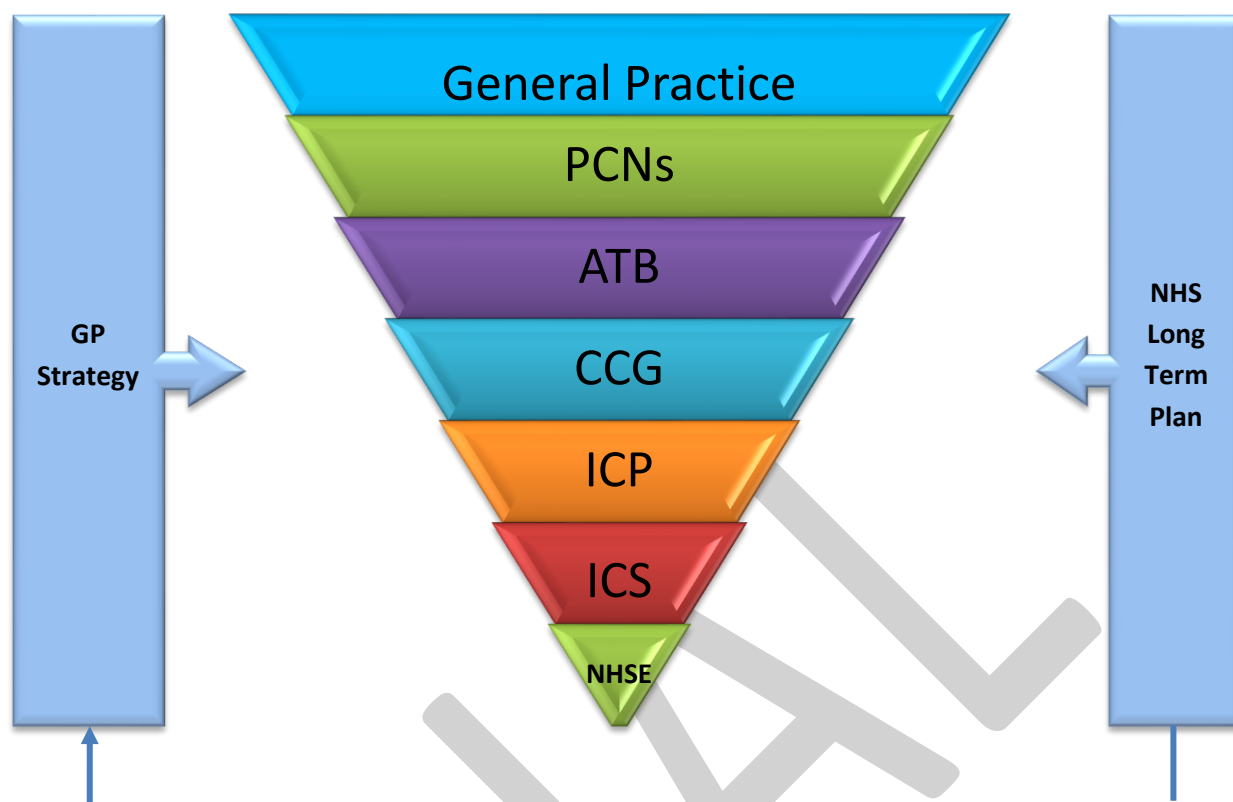 General Practice
PCNs
ATB
CCG
ICP
ICS
NHSE
GP
Strategy
NHS
Long
Term
Plan